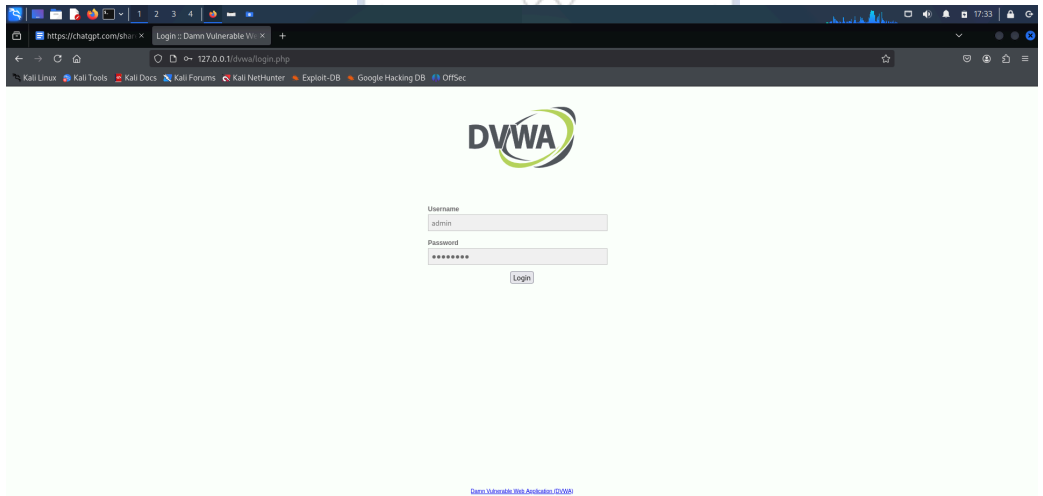 1 2 3 4 17:33
https://chatgpt.com/shar Login :: Damn Vulnerable We
127.0.0.1/dvwa/login.php
Kali Linux Kali Tools Kali Docs Kali Forums Kali NetHunter Exploit-DB Google Hacking DB OffSec
DVWA
Username
admin
Password
Login
Damn Vulnerable Web Application (DVWA)